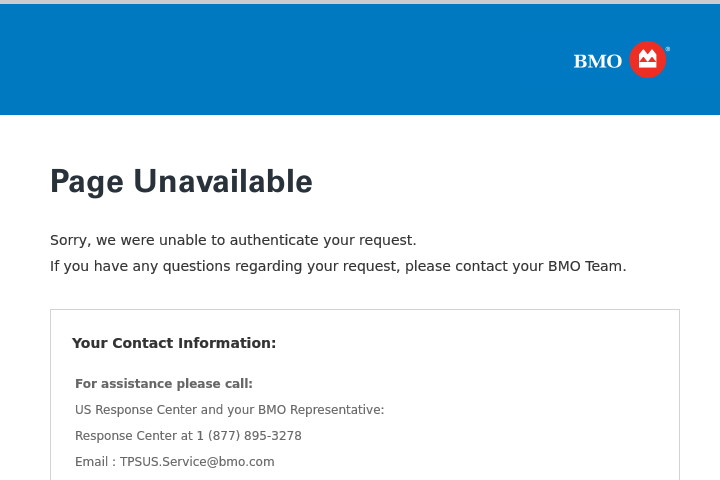 BMO
Page Unavailable
Sorry, we were unable to authenticate your request.
If you have any questions regarding your request, please contact your BMO Team.
Your Contact Information:
For assistance please call:
US Response Center and your BMO Representative:
Response Center at 1 (877) 895-3278
Email : TPSUS.Service@bmo.com